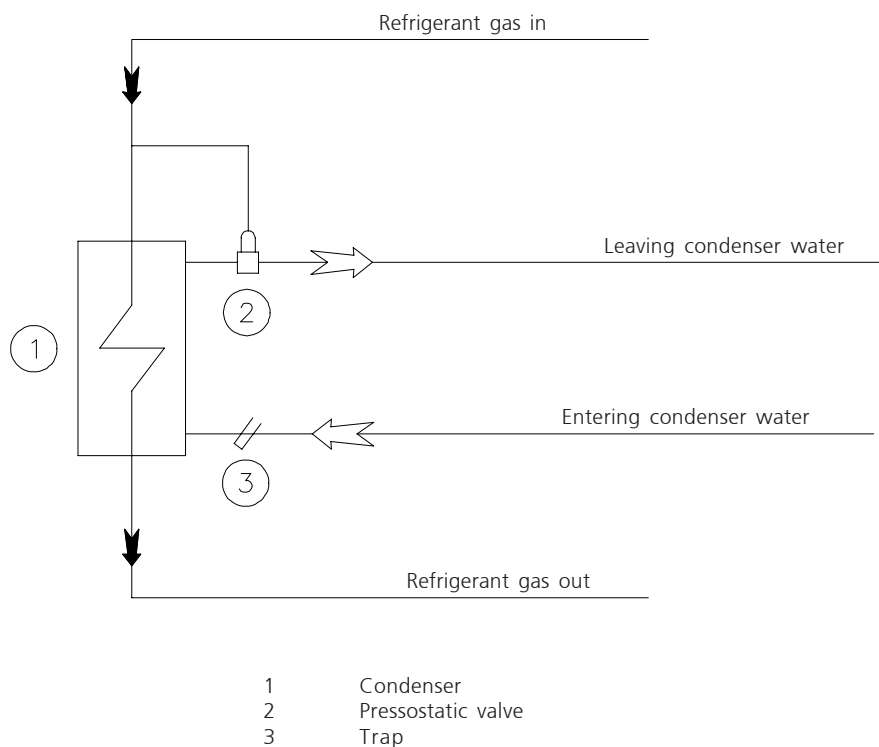 Refrigerant gas in
Leaving condenser water
2
1
Entering condenser water
3
Refrigerant gas out
1 Condenser
2 Pressostatic valve
3 Trap